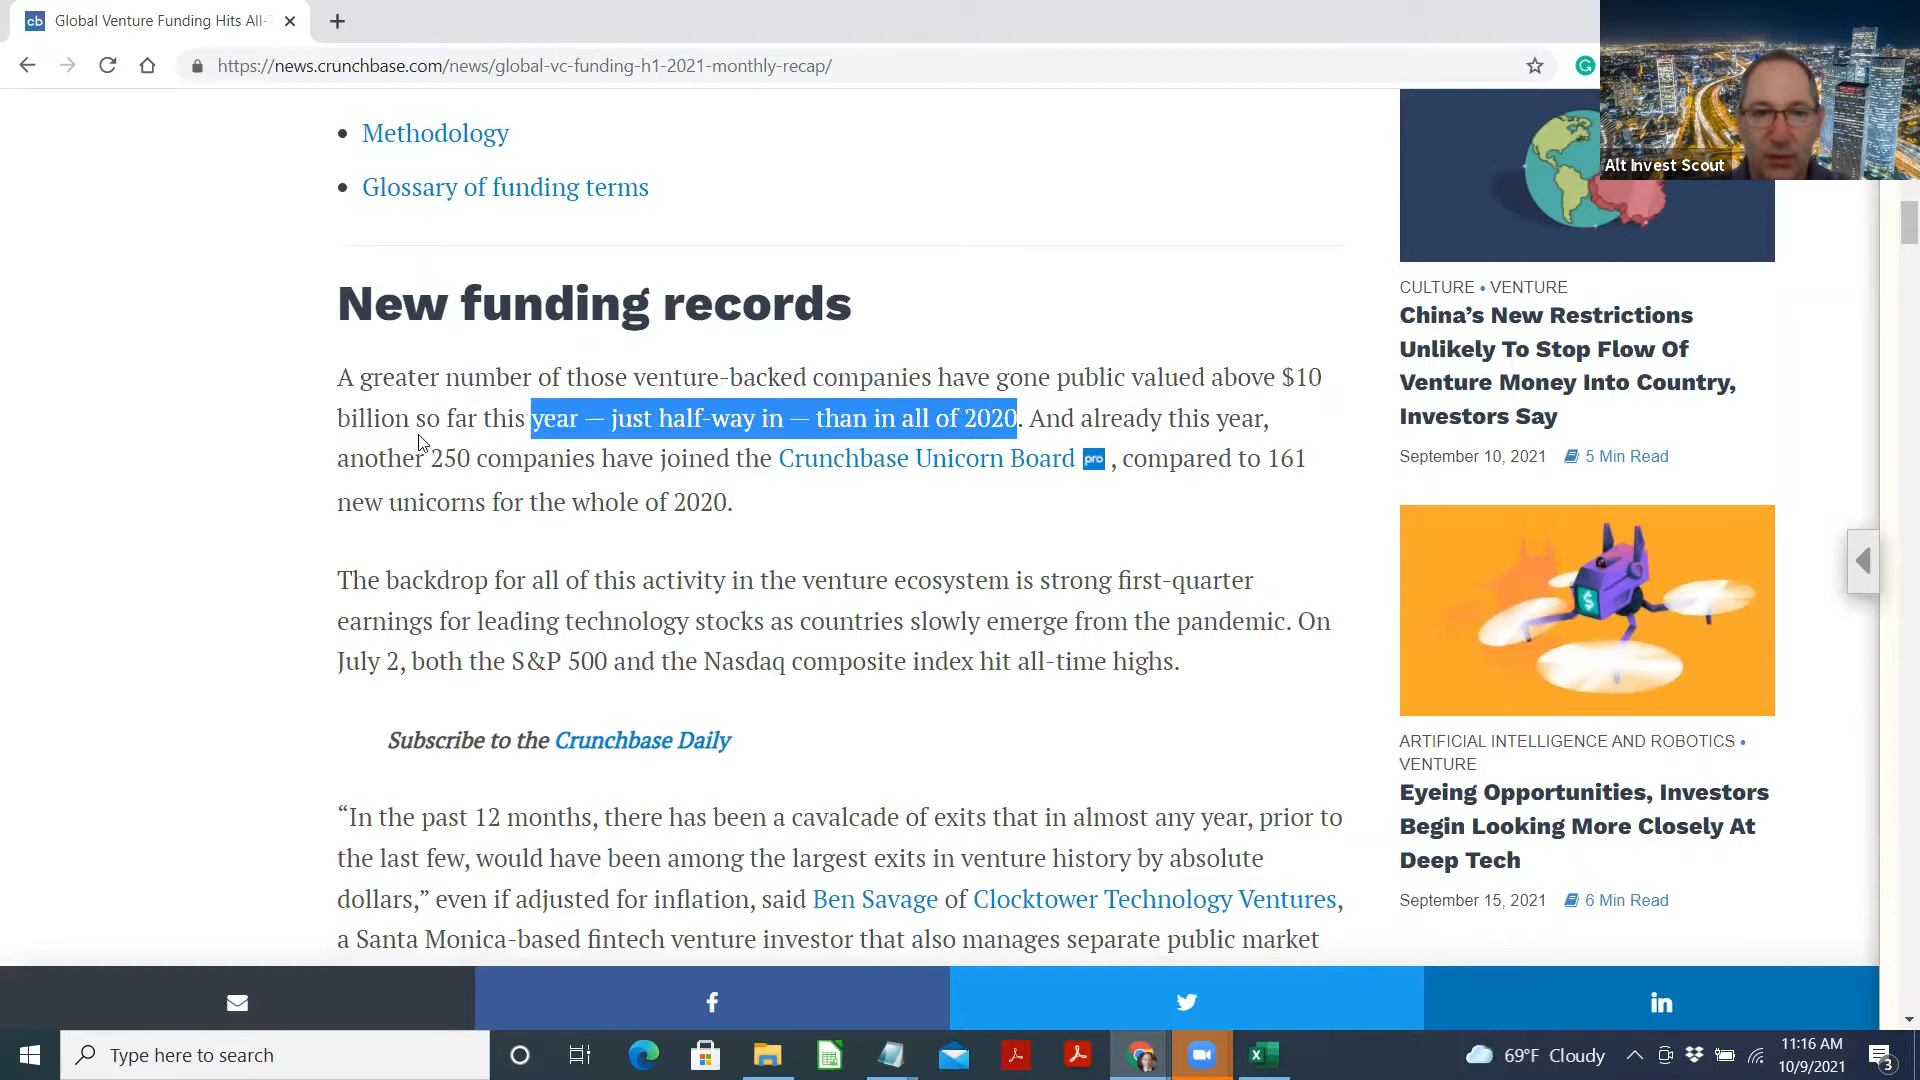 cb Global Venture Funding Hits All-
https://news.crunchbase.com/news/global-vc-funding-h1-2021-monthly-recap/
Alt Invest Scout
Methodology
Glossary of funding terms
New funding records
A greater number of those venture-backed companies have gone public valued above $10
billion so far this year — just half-way in — than in all of 2020. And already this year,
another 250 companies have joined the Crunchbase Unicorn Board pro , compared to 161
new unicorns for the whole of 2020.
The backdrop for all of this activity in the venture ecosystem is strong first-quarter
earnings for leading technology stocks as countries slowly emerge from the pandemic. On
July 2, both the S&P 500 and the Nasdaq composite index hit all-time highs.
Subscribe to the Crunchbase Daily
“In the past 12 months, there has been a cavalcade of exits that in almost any year, prior to
the last few, would have been among the largest exits in venture history by absolute
dollars,” even if adjusted for inflation, said Ben Savage of Clocktower Technology Ventures,
a Santa Monica-based fintech venture investor that also manages separate public market
CULTURE • VENTURE
China’s New Restrictions
Unlikely To Stop Flow Of
Venture Money Into Country,
Investors Say
September 10, 2021 5 Min Read
$
ARTIFICIAL INTELLIGENCE AND ROBOTICS •
VENTURE
Eyeing Opportunities, Investors
Begin Looking More Closely At
Deep Tech
September 15, 2021 6 Min Read
Type here to search
69°F Cloudy
11:16 AM
10/9/2021
3